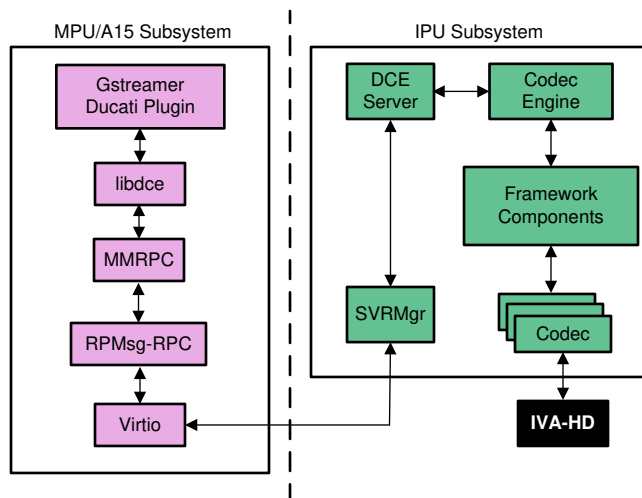 MPU/A15 Subsystem
Gstreamer
Ducati Plugin
libdce
MMRPC
RPMsg-RPC
Virtio
IPU Subsystem
DCE
Server
Codec
Engine
Framework
Components
SVRMgr
Codec
IVA-HD